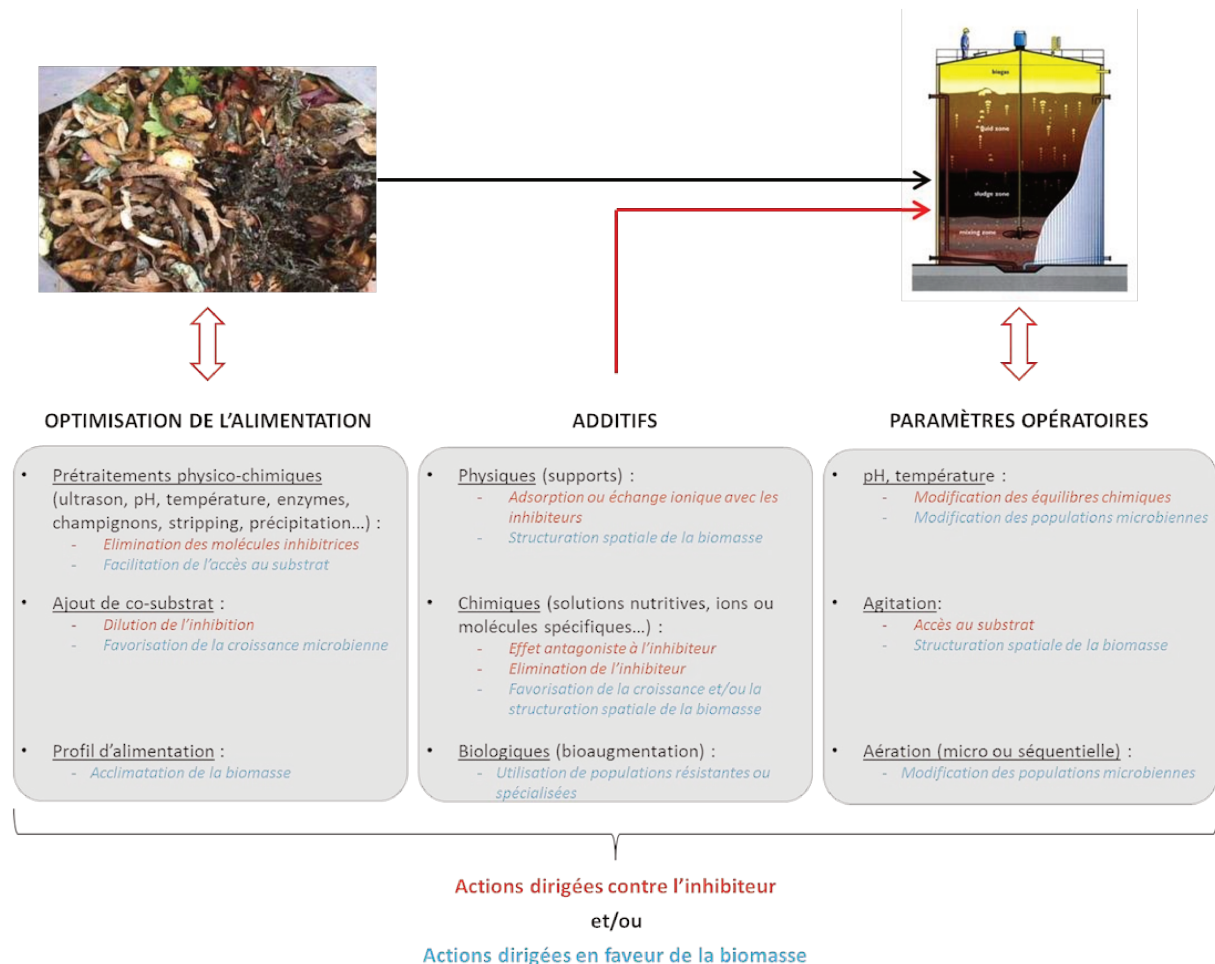 biogas
fluid zone
sludge zone
mixing zone
OPTIMISATION DE L'ALIMENTATION
• Prétraitements physico-chimiques
(ultrason, pH, température, enzymes,
champignons, stripping, précipitation...) :
- Elimination des molécules inhibitrices
- Facilitation de l'accès au substrat
• Ajout de co-substrat :
- Dilution de l'inhibition
- Favorisation de la croissance microbienne
• Profil d'alimentation :
- Acclimatation de la biomasse
ADDITIFS
• Physiques (supports) :
- Adsorption ou échange ionique avec les
inhibiteurs
- Structuration spatiale de la biomasse
• Chimiques (solutions nutritives, ions ou
molécules spécifiques...) :
- Effet antagoniste à l'inhibiteur
- Elimination de l'inhibiteur
- Favorisation de la croissance et/ou la
structuration spatiale de la biomasse
• Biologiques (bioaugmentation) :
- Utilisation de populations résistantes ou
spécialisées
PARAMÈTRES OPÉRATOIRES
• pH, température :
- Modification des équilibres chimiques
- Modification des populations microbiennes
• Agitation:
- Accès au substrat
- Structuration spatiale de la biomasse
• Aération (micro ou séquentielle) :
- Modification des populations microbiennes
Actions dirigées contre l'inhibiteur
et/ou
Actions dirigées en faveur de la biomasse